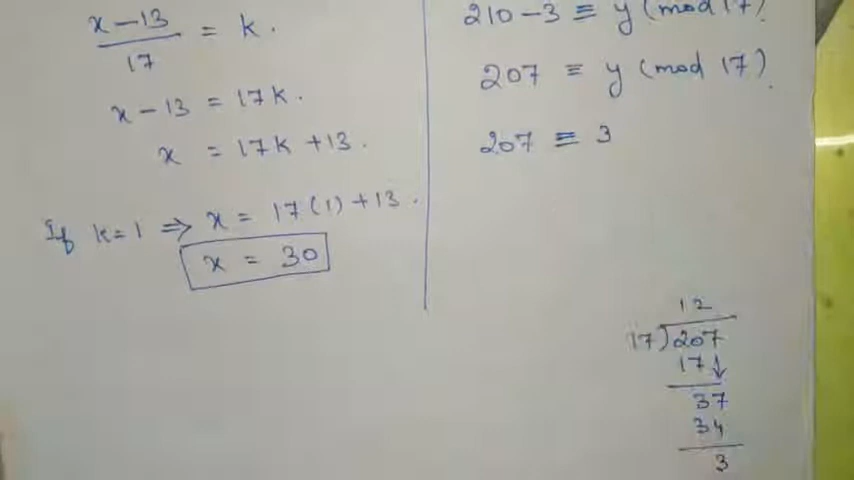 x-13 / 17 = k.
x-13 = 17k.
x = 17k +13.
If k=1 ⇒ x = 17(1)+13.
x = 30
210-3 ≡ y (mod 17)
207 ≡ y (mod 17).
207 ≡ 3
12
17)207
17↓
37
34
3